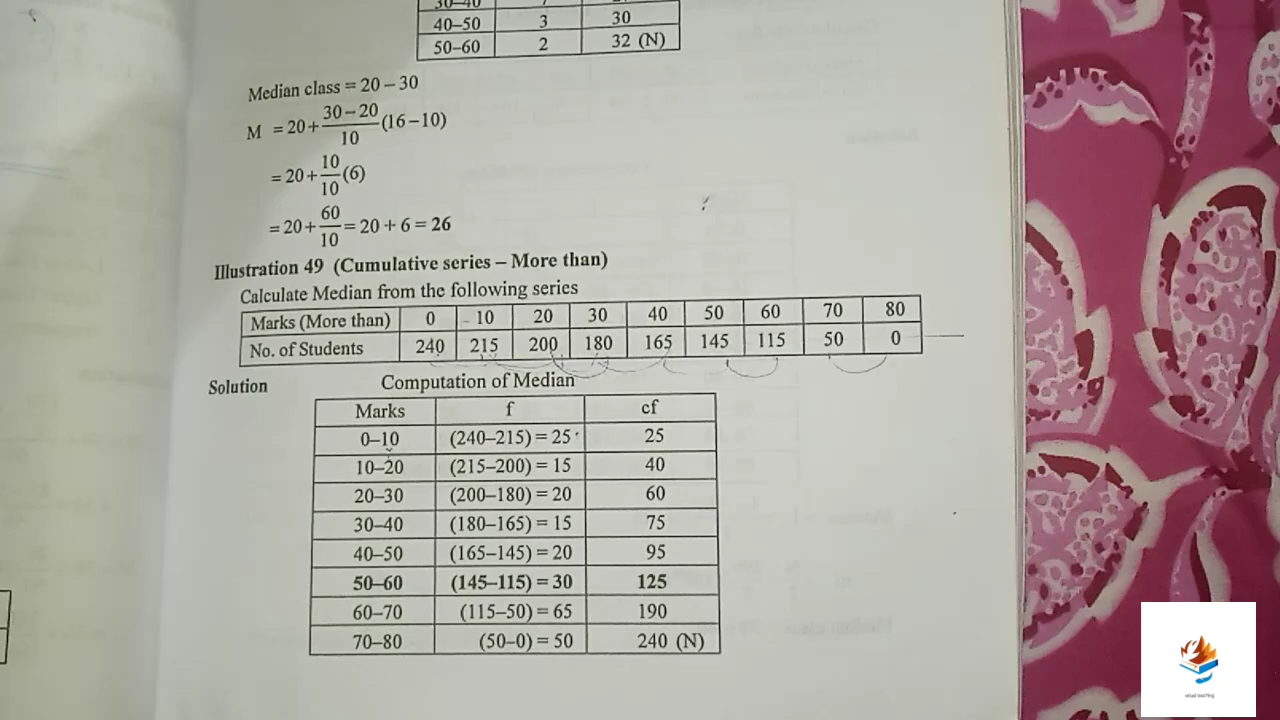 30–40
40–50 3 30
50–60 2 32 (N)
Median class = 20 – 30
M = 20 + 30 – 20 / 10 (16 – 10)
= 20 + 10 / 10 (6)
= 20 + 60 / 10 = 20 + 6 = 26
Illustration 49 (Cumulative series – More than)
Calculate Median from the following series
Marks (More than) 0 10 20 30 40 50 60 70 80
No. of Students 240 215 200 180 165 145 115 50 0
Solution Computation of Median
Marks f cf
0–10 (240–215) = 25 25
10–20 (215–200) = 15 40
20–30 (200–180) = 20 60
30–40 (180–165) = 15 75
40–50 (165–145) = 20 95
50–60 (145–115) = 30 125
60–70 (115–50) = 65 190
70–80 (50–0) = 50 240 (N)